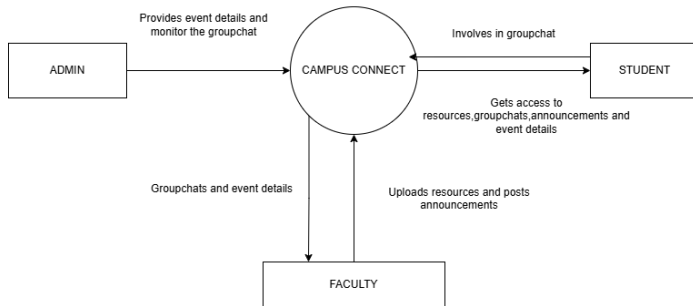 Provides event details and
monitor the groupchat
Involves in groupchat
ADMIN
CAMPUS CONNECT
STUDENT
Gets access to
resources,groupchats,announcements and
event details
Groupchats and event details
Uploads resources and posts
announcements
FACULTY